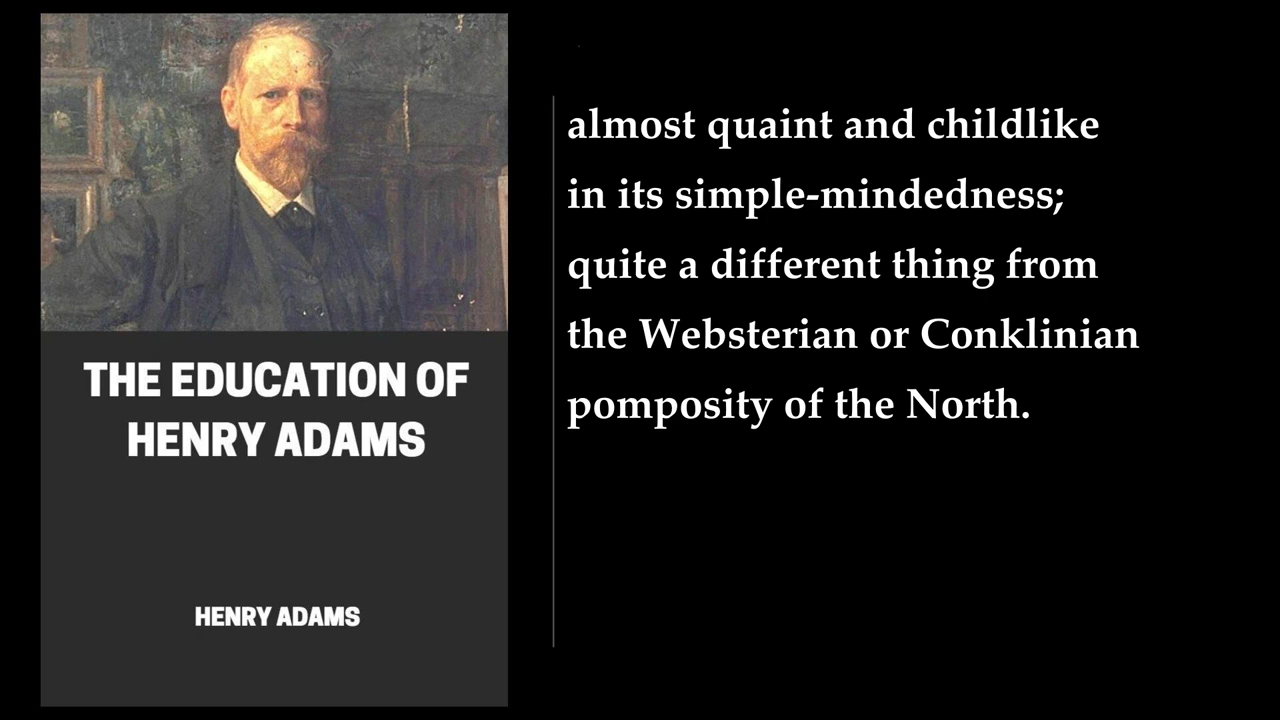 THE EDUCATION OF
HENRY ADAMS
HENRY ADAMS
almost quaint and childlike
in its simple-mindedness;
quite a different thing from
the Websterian or Conklinian
pomposity of the North.